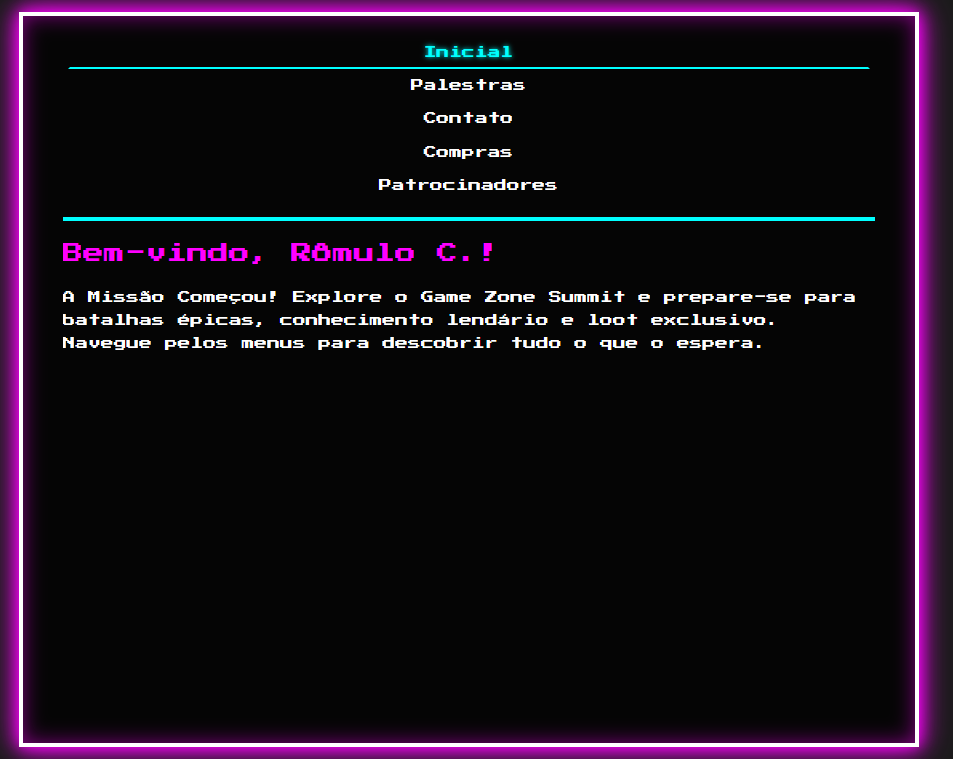 Inicial
Palestras
Contato
Compras
Patrocinadores
Bem-vindo, Rômulo C.!
A Missão Começou! Explore o Game Zone Summit e prepare-se para
batalhas épicas, conhecimento lendário e loot exclusivo.
Navegue pelos menus para descobrir tudo o que o espera.